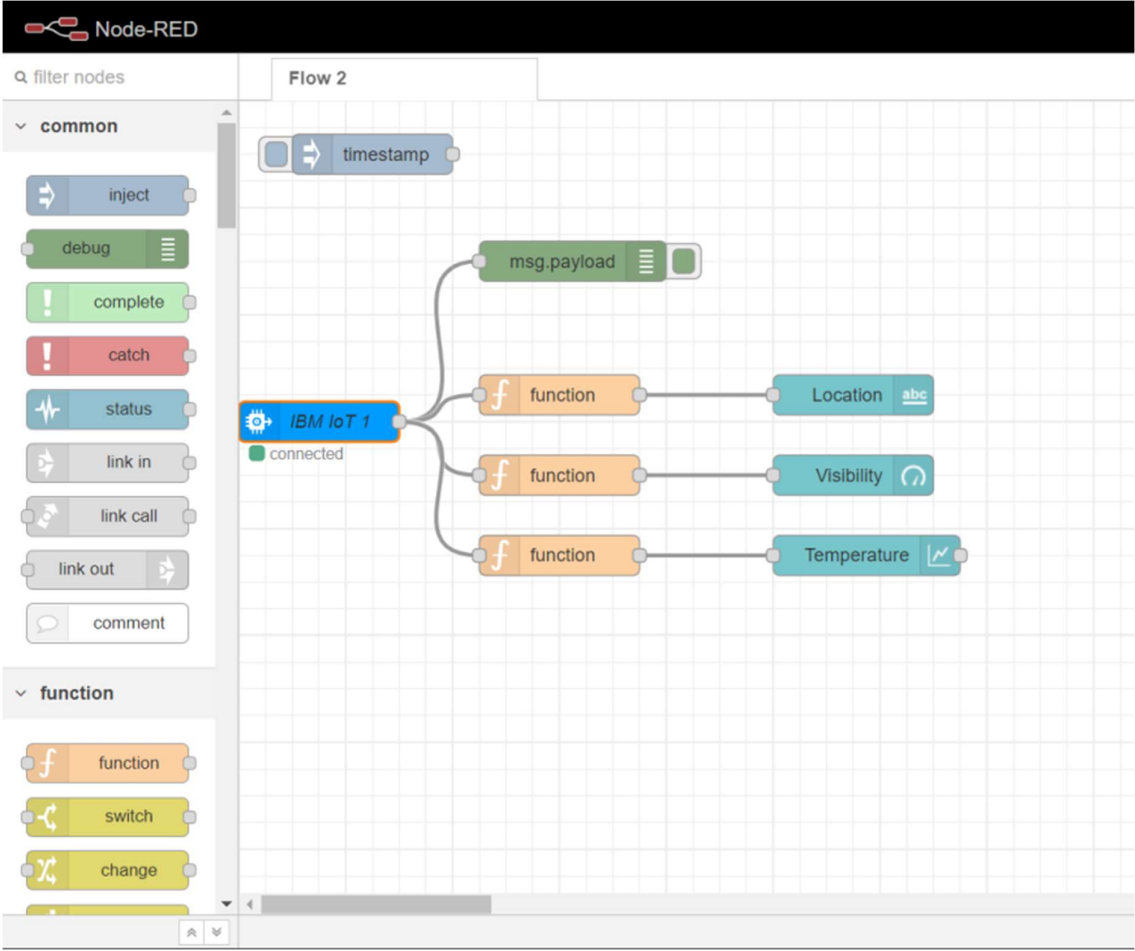 Node-RED
filter nodes
Flow 2
common
inject
debug
complete
catch
status
link in
link call
link out
comment
function
function
switch
change
timestamp
msg.payload
IBM IoT 1
connected
function
Location
abc
function
Visibility
function
Temperature